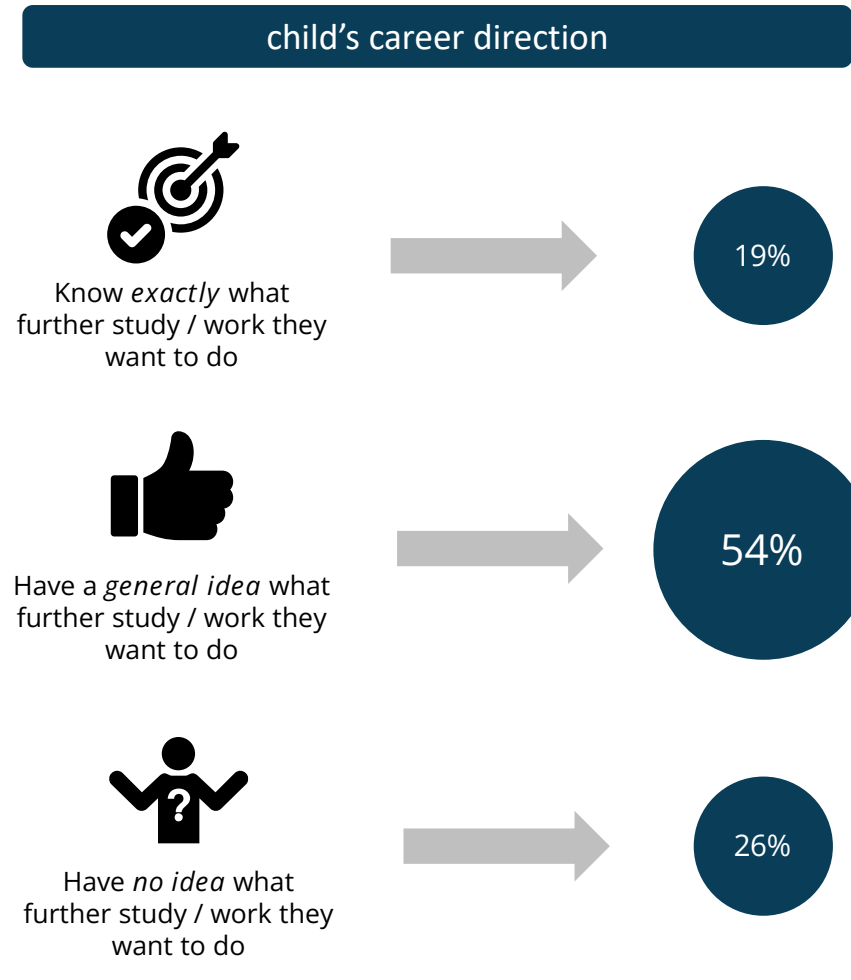 child’s career direction
Know exactly what
further study / work they
want to do
19%
Have a general idea what
further study / work they
want to do
54%
?
Have no idea what
further study / work they
want to do
26%